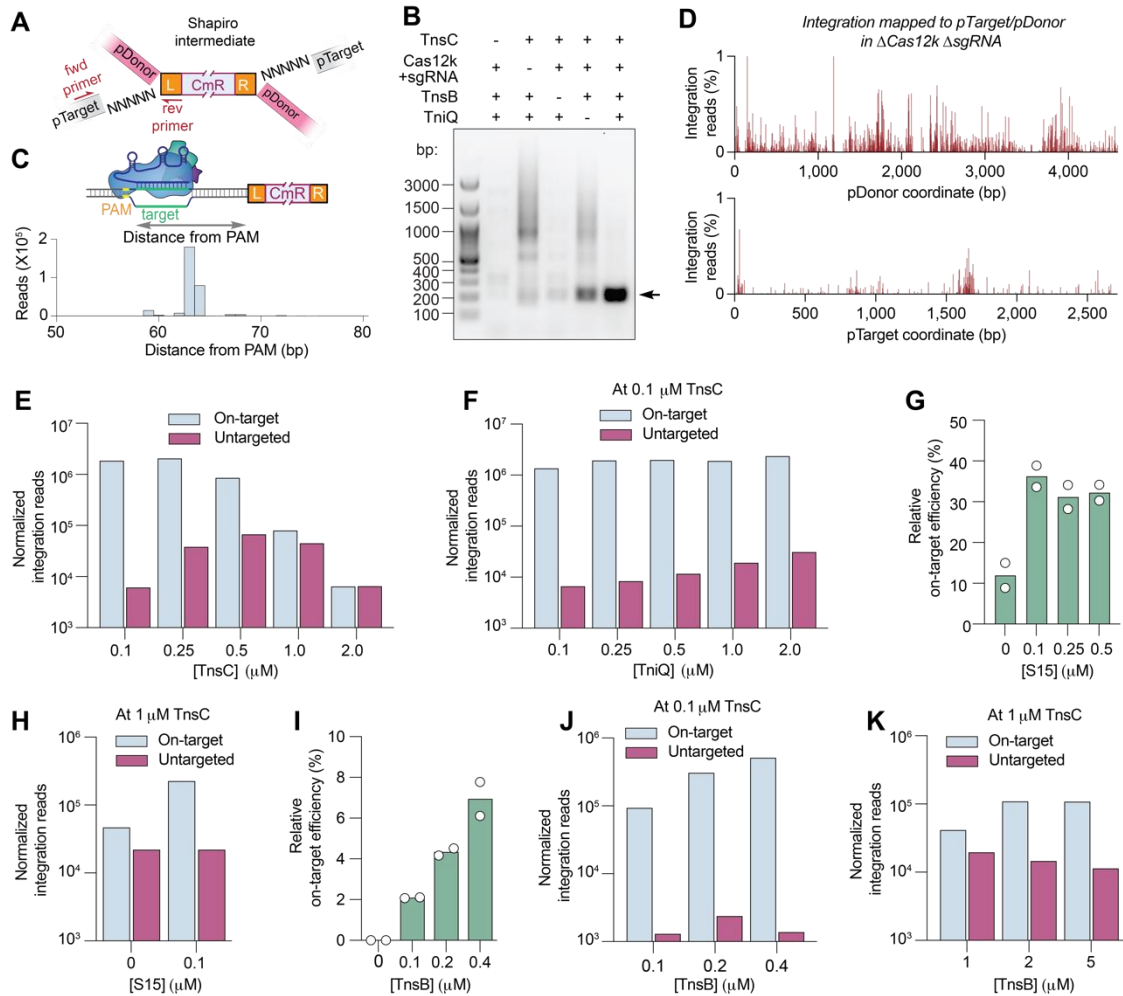 A
Shapiro
intermediate
pDonor
NNNNN
pTarget
fwd
primer
L
CmR
R
pTarget
NNNNN
rev
primer
pDonor
B
TnsC - + + + +
Cas12k
+sgRNA + - + + +
TnsB + + - + +
TniQ + + + - +
bp:
3000
1500
1000
500
400
300
200
100
C
PAM
target
L
CmR
R
Distance from PAM
Reads (X10⁵)
2
1
0
50 60 70 80
Distance from PAM (bp)
D
Integration mapped to pTarget/pDonor
in ΔCas12k ΔsgRNA
Integration
reads (%)
1
0
0 1,000 2,000 3,000 4,000
pDonor coordinate (bp)
Integration
reads (%)
1
0
0 500 1,000 1,500 2,000 2,500
pTarget coordinate (bp)
E
On-target
Untargeted
Normalized
integration reads
10⁷
10⁶
10⁵
10⁴
10³
0.1 0.25 0.5 1.0 2.0
[TnsC] (μM)
F
At 0.1 μM TnsC
On-target
Untargeted
Normalized
integration reads
10⁷
10⁶
10⁵
10⁴
10³
0.1 0.25 0.5 1.0 2.0
[TniQ] (μM)
G
Relative
on-target efficiency (%)
50
40
30
20
10
0
0 0.1 0.25 0.5
[S15] (μM)
H
At 1 μM TnsC
On-target
Untargeted
Normalized
integration reads
10⁶
10⁵
10⁴
10³
0 0.1
[S15] (μM)
I
Relative
on-target efficiency (%)
10
8
6
4
2
0
0 0.1 0.2 0.4
[TnsB] (μM)
J
At 0.1 μM TnsC
On-target
Untargeted
Normalized
integration reads
10⁶
10⁵
10⁴
10³
0.1 0.2 0.4
[TnsB] (μM)
K
At 1 μM TnsC
On-target
Untargeted
Normalized
integration reads
10⁶
10⁵
10⁴
10³
1 2 5
[TnsB] (μM)